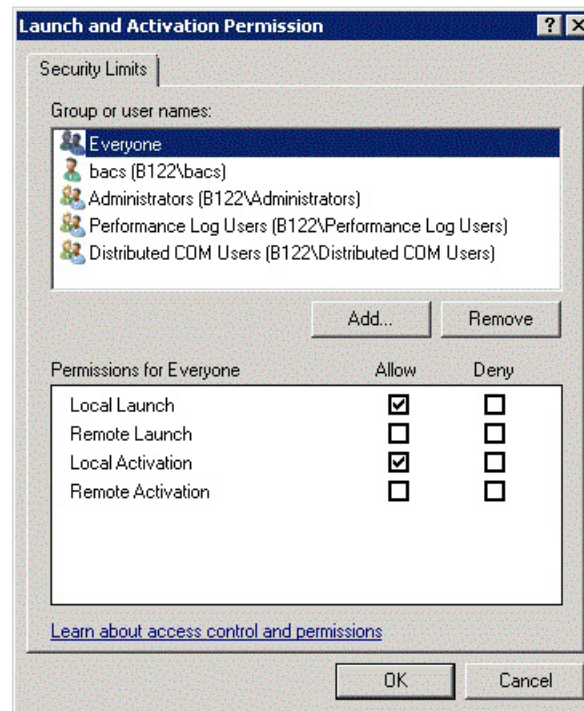 Launch and Activation Permission
Security Limits
Group or user names:
Everyone
bacs (B122\bacs)
Administrators (B122\Administrators)
Performance Log Users (B122\Performance Log Users)
Distributed COM Users (B122\Distributed COM Users)
Add... Remove
Permissions for Everyone Allow Deny
Local Launch
Remote Launch
Local Activation
Remote Activation
Learn about access control and permissions
OK Cancel